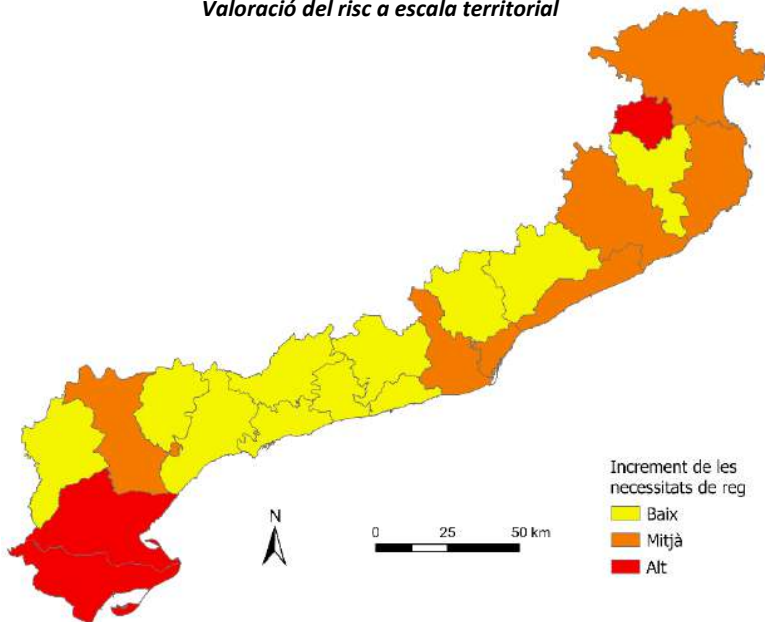 Valoració del risc a escala territorial
Increment de les
necessitats de reg
Baix
Mitjà
Alt
N
0 25 50 km